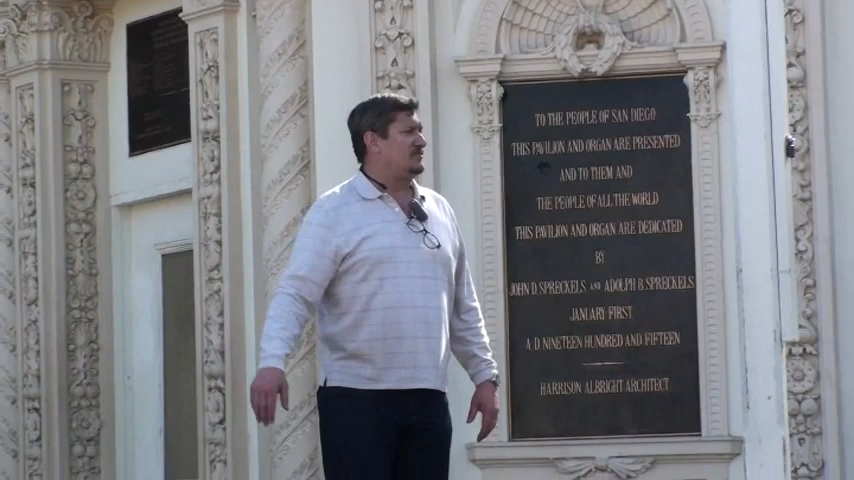 TO THE PEOPLE OF SAN DIEGO
THIS PAVILION AND ORGAN ARE PRESENTED
AND TO THEM AND
THE PEOPLE OF ALL THE WORLD
THIS PAVILION AND ORGAN ARE DEDICATED
BY
JOHN D. SPRECKELS AND ADOLPH B. SPRECKELS
JANUARY FIRST
A.D. NINETEEN HUNDRED AND FIFTEEN
HARRISON ALBRIGHT ARCHITECT